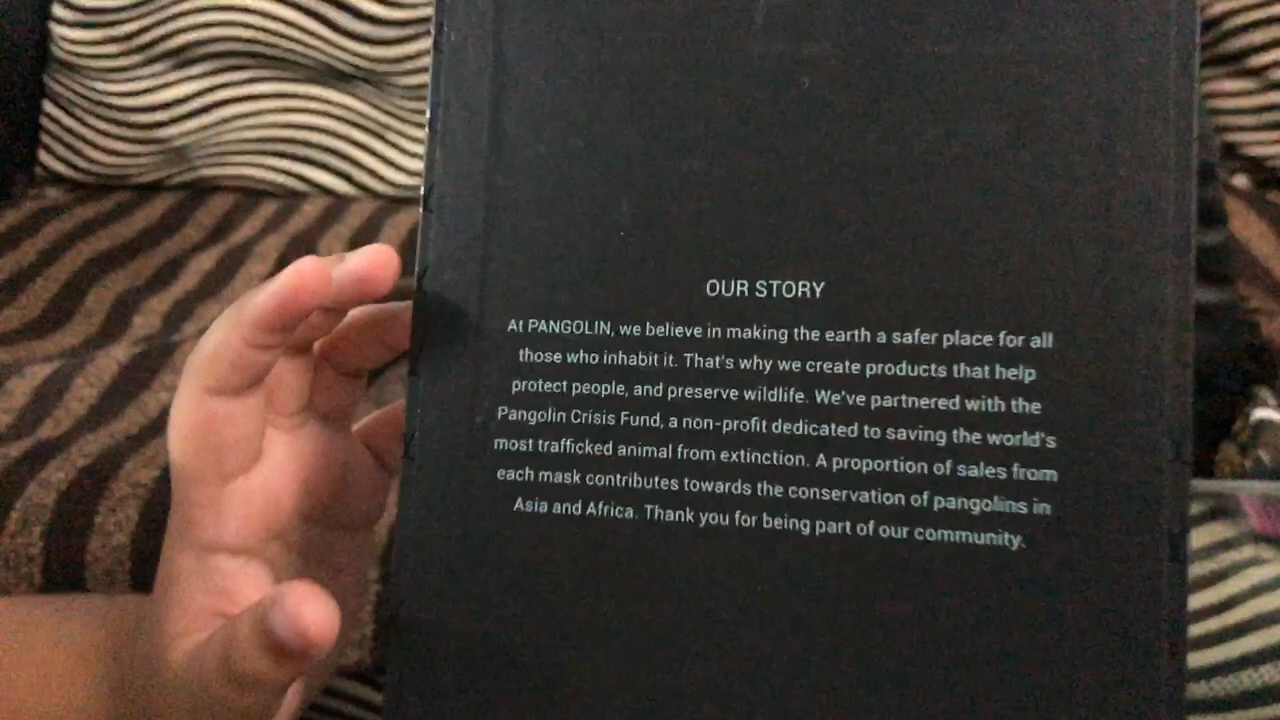 OUR STORY
At PANGOLIN, we believe in making the earth a safer place for all
those who inhabit it. That's why we create products that help
protect people, and preserve wildlife. We've partnered with the
Pangolin Crisis Fund, a non-profit dedicated to saving the world's
most trafficked animal from extinction. A proportion of sales from
each mask contributes towards the conservation of pangolins in
Asia and Africa. Thank you for being part of our community.